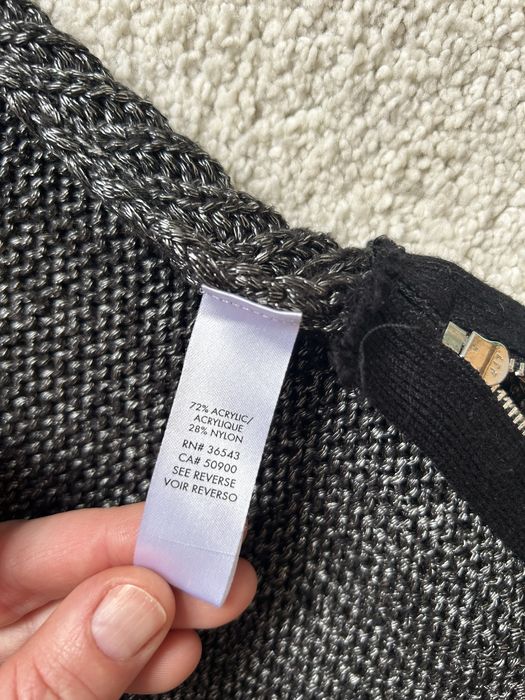 72% ACRYLIC/
ACRYLIQUE
28% NYLON
RN# 36543
CA# 50900
SEE REVERSE
VOIR REVERSO